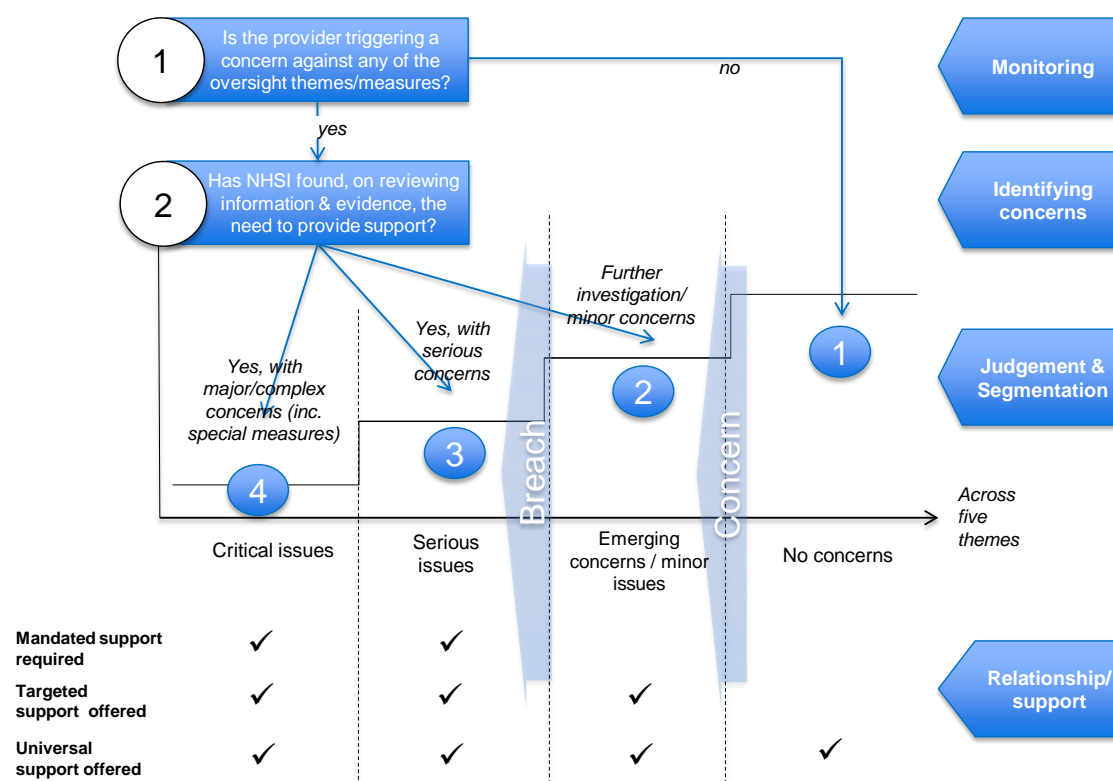 1
Is the provider triggering a
concern against any of the
oversight themes/measures?
no
Monitoring
yes
2
Has NHSI found, on reviewing
information & evidence, the
need to provide support?
Identifying
concerns
Further
investigation/
minor concerns
Yes, with
serious
concerns
Yes, with
major/complex
concerns (inc.
special measures)
1
2
3
4
Judgement &
Segmentation
Breach
Concern
Across
five
themes
Critical issues
Serious
issues
Emerging
concerns / minor
issues
No concerns
Mandated support
required
✓ ✓
Targeted
support offered
✓ ✓ ✓
Universal
support offered
✓ ✓ ✓ ✓
Relationship/
support